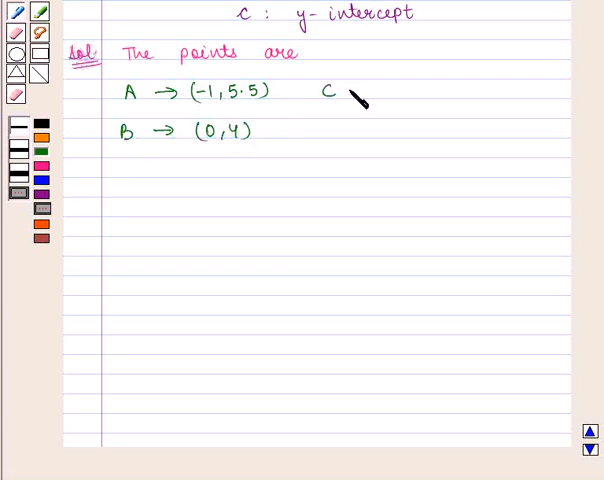 c : y-intercept
Sol. The points are
A → (-1, 5.5) C
B → (0, 4)